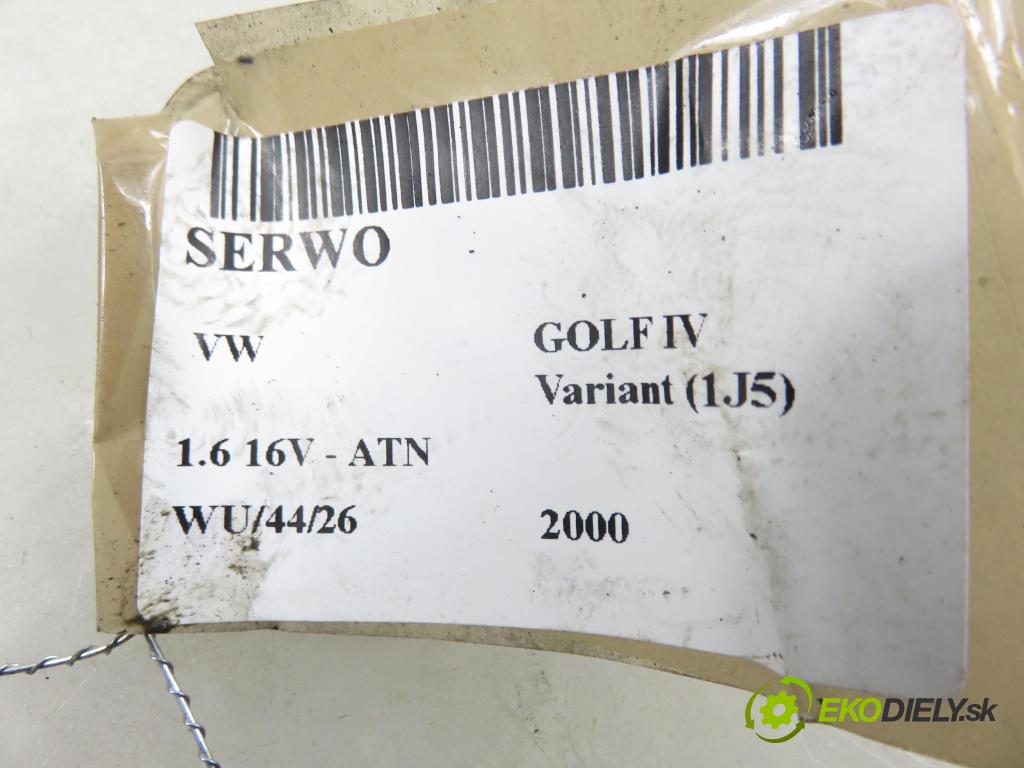 SERWO
VW GOLF IV
Variant (1J5)
1.6 16V - ATN
WU/44/26 2000
EKODIELY.sk